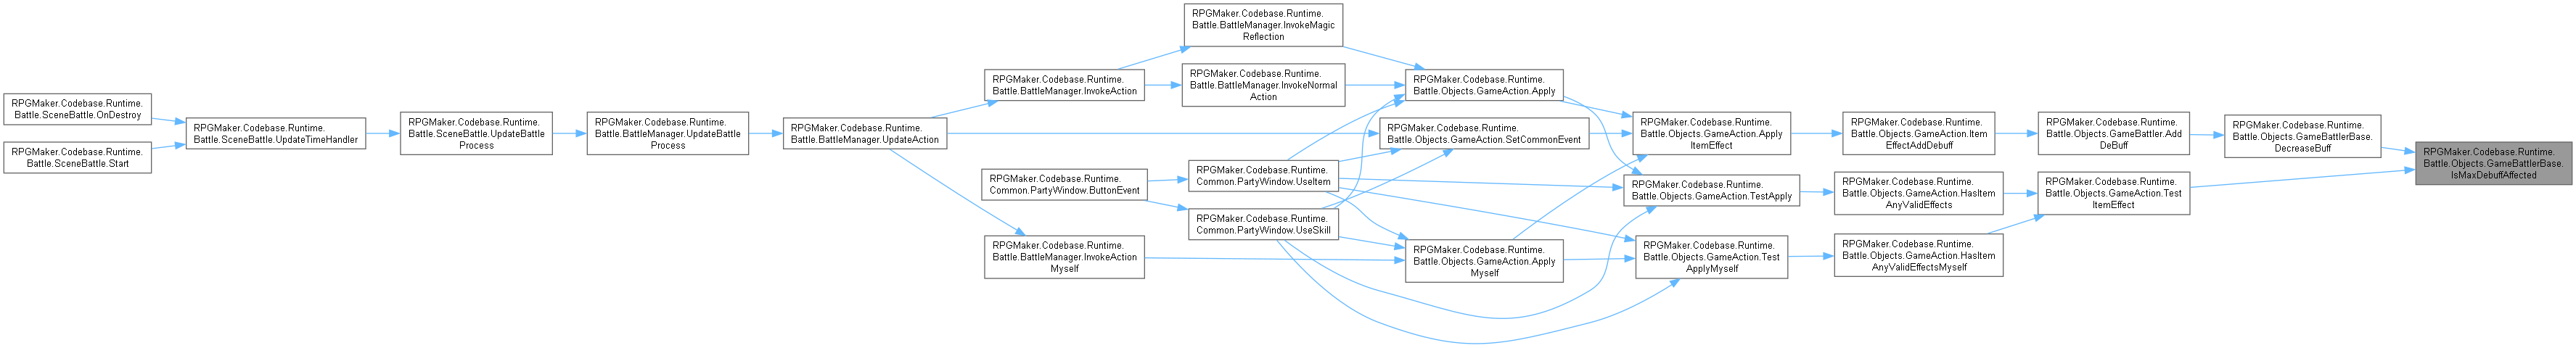 RPGMaker.Codebase.Runtime.
Battle.SceneBattle.OnDestroy
RPGMaker.Codebase.Runtime.
Battle.SceneBattle.Start
RPGMaker.Codebase.Runtime.
Battle.SceneBattle.UpdateTimeHandler
RPGMaker.Codebase.Runtime.
Battle.SceneBattle.UpdateBattle
Process
RPGMaker.Codebase.Runtime.
Battle.BattleManager.UpdateBattle
Process
RPGMaker.Codebase.Runtime.
Battle.BattleManager.UpdateAction
RPGMaker.Codebase.Runtime.
Battle.BattleManager.InvokeAction
RPGMaker.Codebase.Runtime.
Common.PartyWindow.ButtonEvent
RPGMaker.Codebase.Runtime.
Battle.BattleManager.InvokeAction
Myself
RPGMaker.Codebase.Runtime.
Battle.BattleManager.InvokeMagic
Reflection
RPGMaker.Codebase.Runtime.
Battle.BattleManager.InvokeNormal
Action
RPGMaker.Codebase.Runtime.
Common.PartyWindow.UseItem
RPGMaker.Codebase.Runtime.
Common.PartyWindow.UseSkill
RPGMaker.Codebase.Runtime.
Battle.Objects.GameAction.Apply
RPGMaker.Codebase.Runtime.
Battle.Objects.GameAction.SetCommonEvent
RPGMaker.Codebase.Runtime.
Battle.Objects.GameAction.Apply
Myself
RPGMaker.Codebase.Runtime.
Battle.Objects.GameAction.Apply
ItemEffect
RPGMaker.Codebase.Runtime.
Battle.Objects.GameAction.TestApply
RPGMaker.Codebase.Runtime.
Battle.Objects.GameAction.Test
ApplyMyself
RPGMaker.Codebase.Runtime.
Battle.Objects.GameAction.Item
EffectAddDebuff
RPGMaker.Codebase.Runtime.
Battle.Objects.GameAction.HasItem
AnyValidEffects
RPGMaker.Codebase.Runtime.
Battle.Objects.GameAction.HasItem
AnyValidEffectsMyself
RPGMaker.Codebase.Runtime.
Battle.Objects.GameBattler.Add
DeBuff
RPGMaker.Codebase.Runtime.
Battle.Objects.GameAction.Test
ItemEffect
RPGMaker.Codebase.Runtime.
Battle.Objects.GameBattlerBase.
DecreaseBuff
RPGMaker.Codebase.Runtime.
Battle.Objects.GameBattlerBase.
IsMaxDebuffAffected